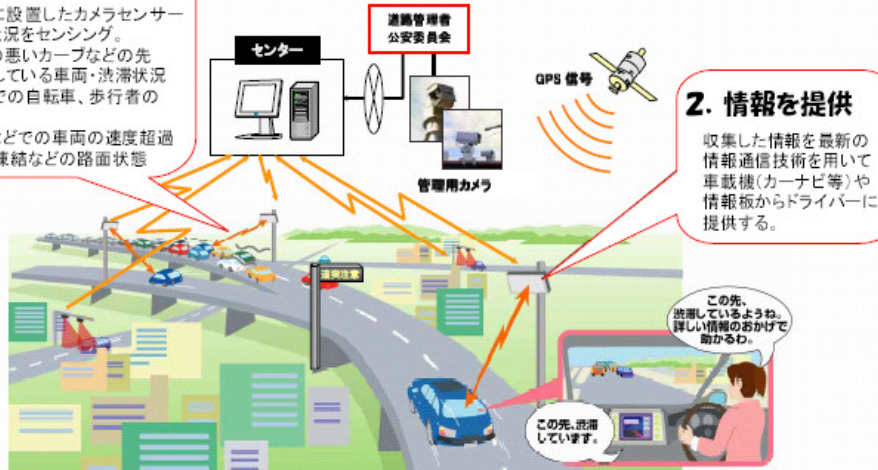 に設置したカメラセンサー
況をセンシング。
の悪いカーブなどの先
している車両・渋滞状況
での自転車、歩行者の
などでの車両の速度超過
凍結などの路面状態
センター
道路管理者
公安委員会
管理用カメラ
GPS 信号
2. 情報を提供
収集した情報を最新の
情報通信技術を用いて
車載機(カーナビ等)や
情報板からドライバーに
提供する。
追突注意
この先、
渋滞しているようね。
詳しい情報のおかげで
助かるわ。
この先、渋滞
しています。